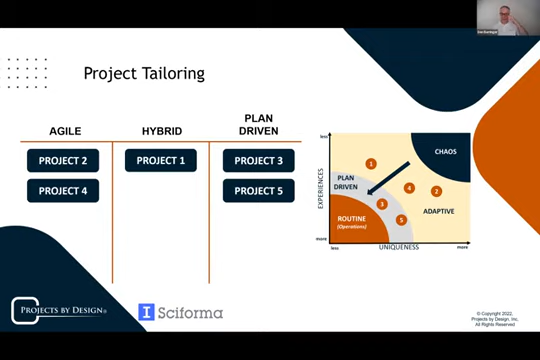 Project Tailoring
AGILE
HYBRID
PLAN
DRIVEN
PROJECT 2
PROJECT 1
PROJECT 3
PROJECT 4
PROJECT 5
less
EXPERIENCES
more
less
UNIQUENESS
more
CHAOS
1
PLAN
DRIVEN
4
2
3
ADAPTIVE
5
ROUTINE
(Operations)
PROJECTS BY DESIGN®
Sciforma
© Copyright 2022,
Projects by Design, Inc.
All Rights Reserved.